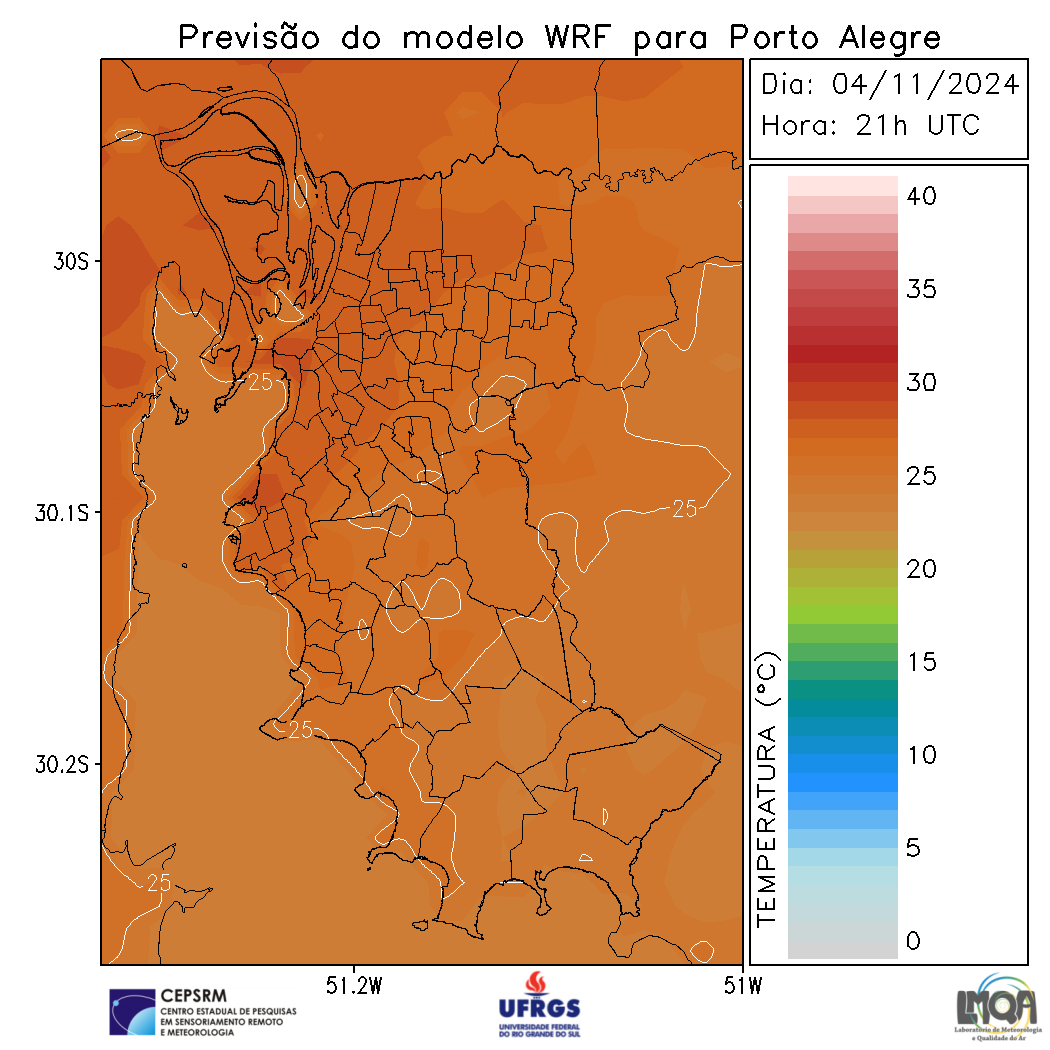 Previsão do modelo WRF para Porto Alegre
Dia: 04/11/2024
Hora: 21h UTC
40
35
30
25
20
15
10
5
0
TEMPERATURA (°C)
30S
30.1S
30.2S
51.2W
51W
25
25
25
25
CEPSRM
CENTRO ESTADUAL DE PESQUISAS
EM SENSORIAMENTO REMOTO
E METEOROLOGIA
UFRGS
UNIVERSIDADE FEDERAL
DO RIO GRANDE DO SUL
LMQA
Laboratório de Meteorologia
e Qualidade do Ar